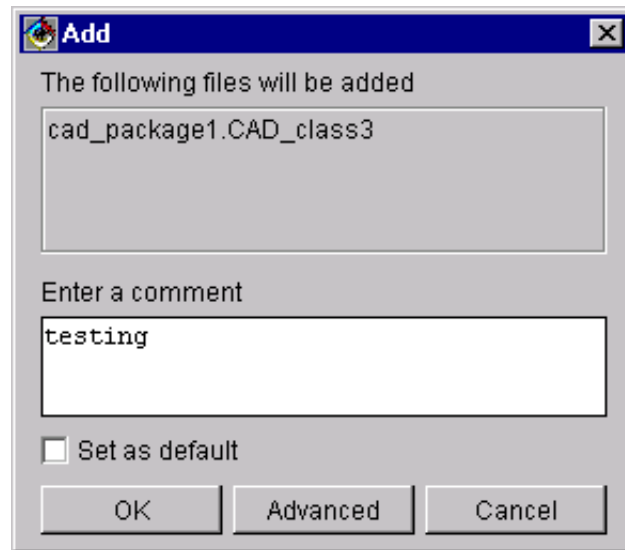 Add
The following files will be added
cad_package1.CAD_class3
Enter a comment
testing
Set as default
OK Advanced Cancel